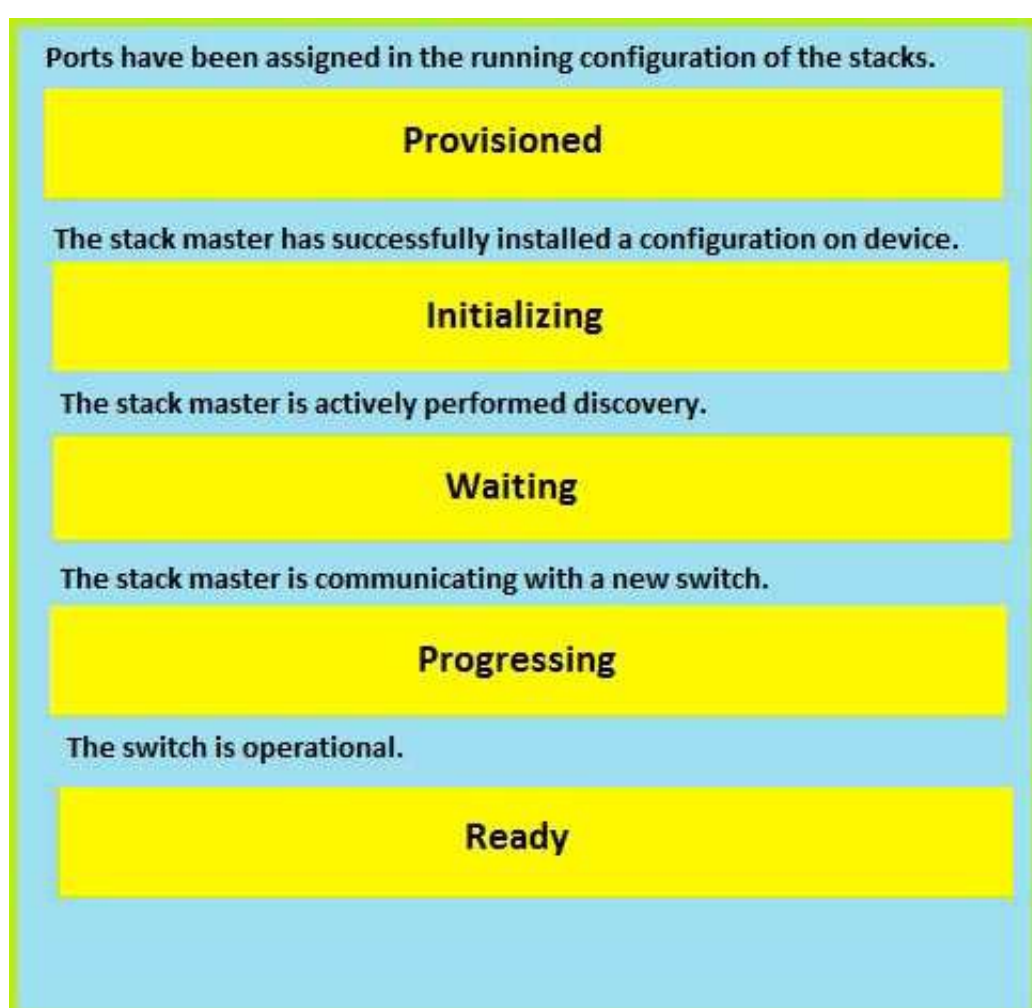 Ports have been assigned in the running configuration of the stacks.
Provisioned
The stack master has successfully installed a configuration on device.
Initializing
The stack master is actively performed discovery.
Waiting
The stack master is communicating with a new switch.
Progressing
The switch is operational.
Ready